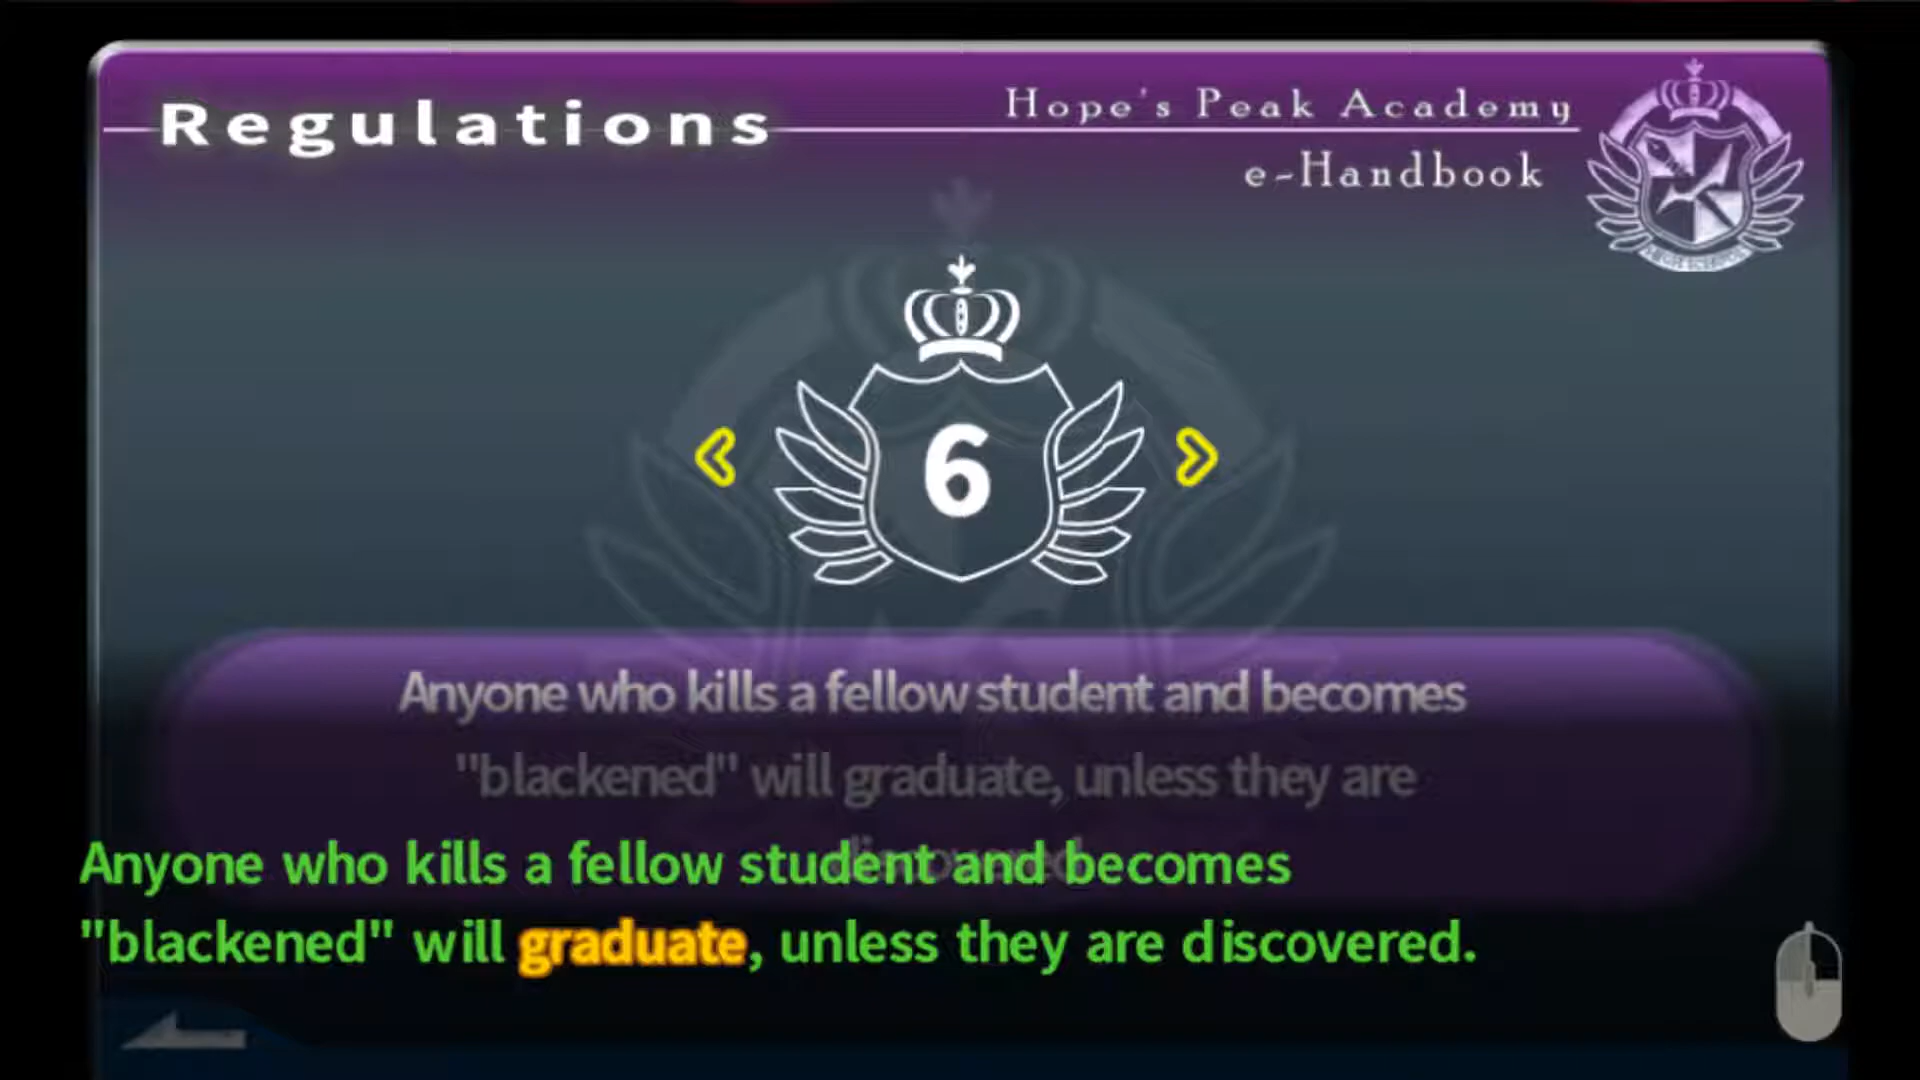 Regulations
Hope's Peak Academy
e-Handbook
6
Anyone who kills a fellow student and becomes
"blackened" will graduate, unless they are
discovered.
Anyone who kills a fellow student and becomes
"blackened" will graduate, unless they are discovered.